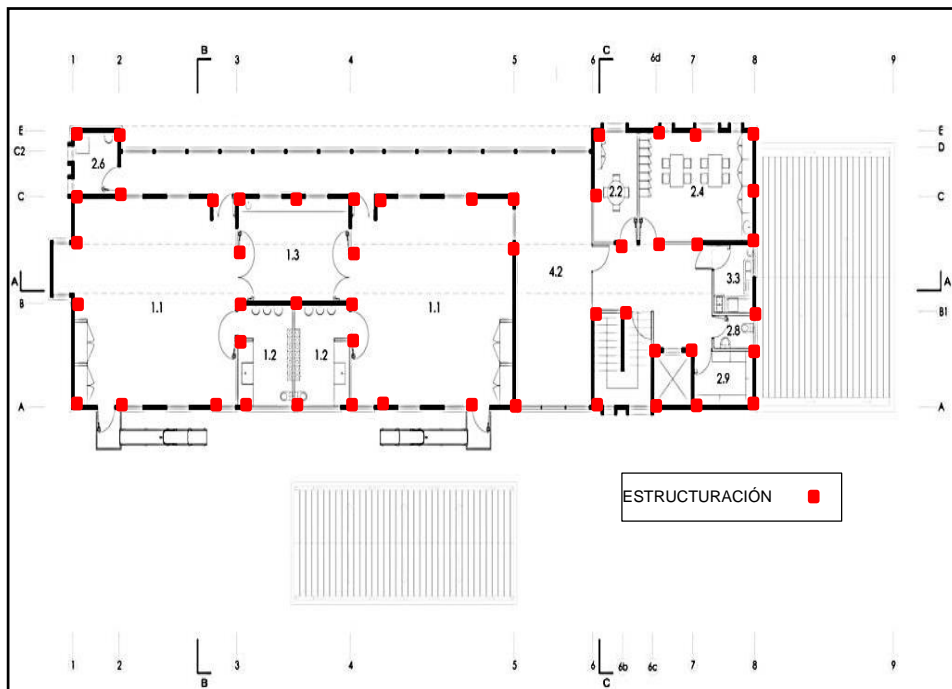 B
C
1 2 3 4 5 6 6d 7 8 9
E E
C2 D
2.6 2.2 2.4
C C
1.3
4.2 3.3
A A
1.1 1.1
B B1
2.8
1.2 1.2
2.9
A A
ESTRUCTURACIÓN
1 2 3 4 5 6 6b 6c 7 8 9
B
C